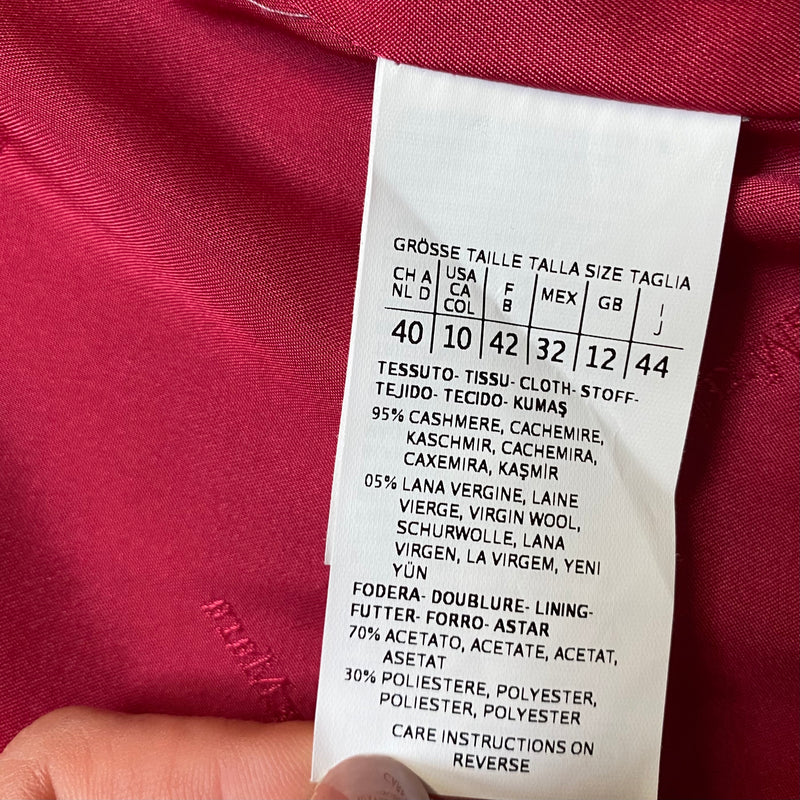 GRÖSSE TAILLE TALLA SIZE TAGLIA
CH A NL D | USA CA COL | F B | MEX | GB | I J
40 | 10 | 42 | 32 | 12 | 44
TESSUTO- TISSU- CLOTH- STOFF-
TEJIDO- TECIDO- KUMAŞ
95% CASHMERE, CACHEMIRE,
KASCHMIR, CACHEMIRA,
CAXEMIRA, KAŞMİR
05% LANA VERGINE, LAINE
VIERGE, VIRGIN WOOL,
SCHURWOLLE, LANA
VIRGEN, LA VIRGEM, YENI
YÜN
FODERA- DOUBLURE- LINING-
FUTTER- FORRO- ASTAR
70% ACETATO, ACETATE, ACETAT,
ASETAT
30% POLIESTERE, POLYESTER,
POLIESTER, POLYESTER
CARE INSTRUCTIONS ON
REVERSE